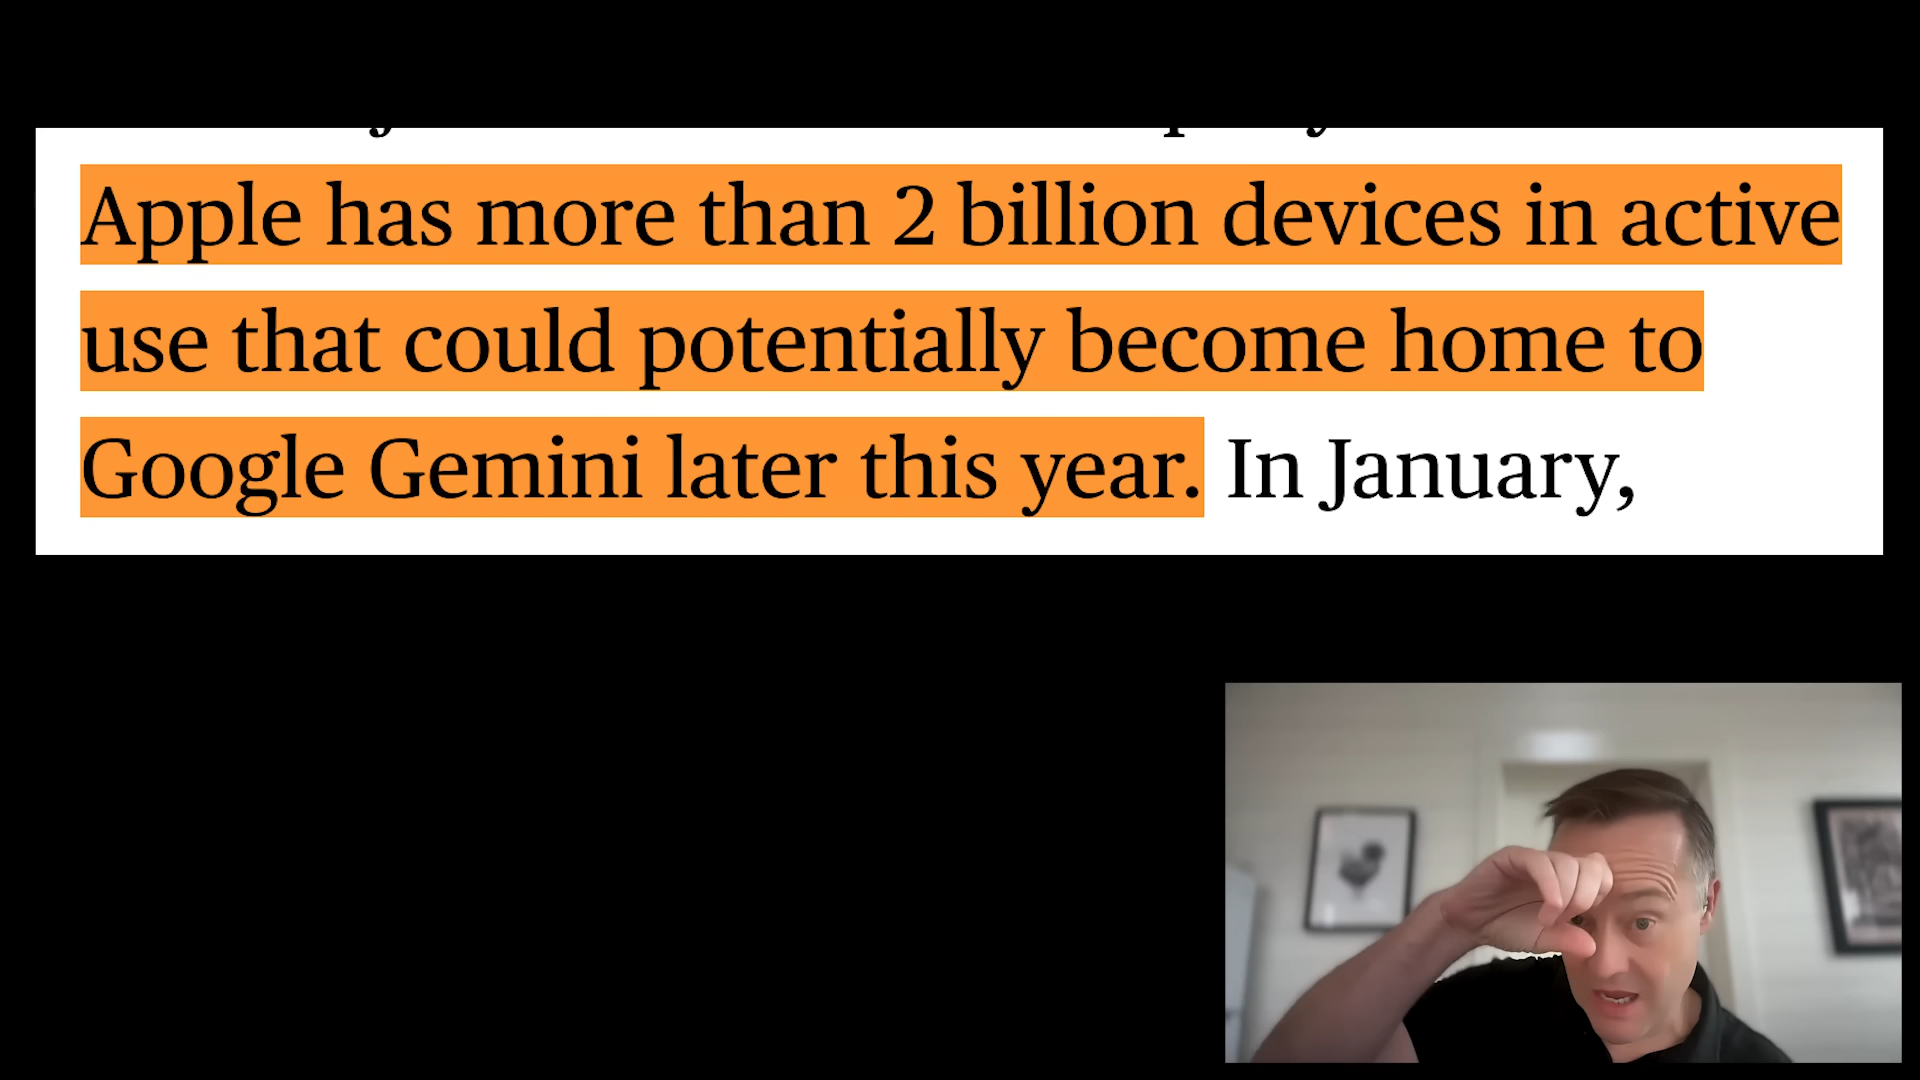 Apple has more than 2 billion devices in active
use that could potentially become home to
Google Gemini later this year. In January,